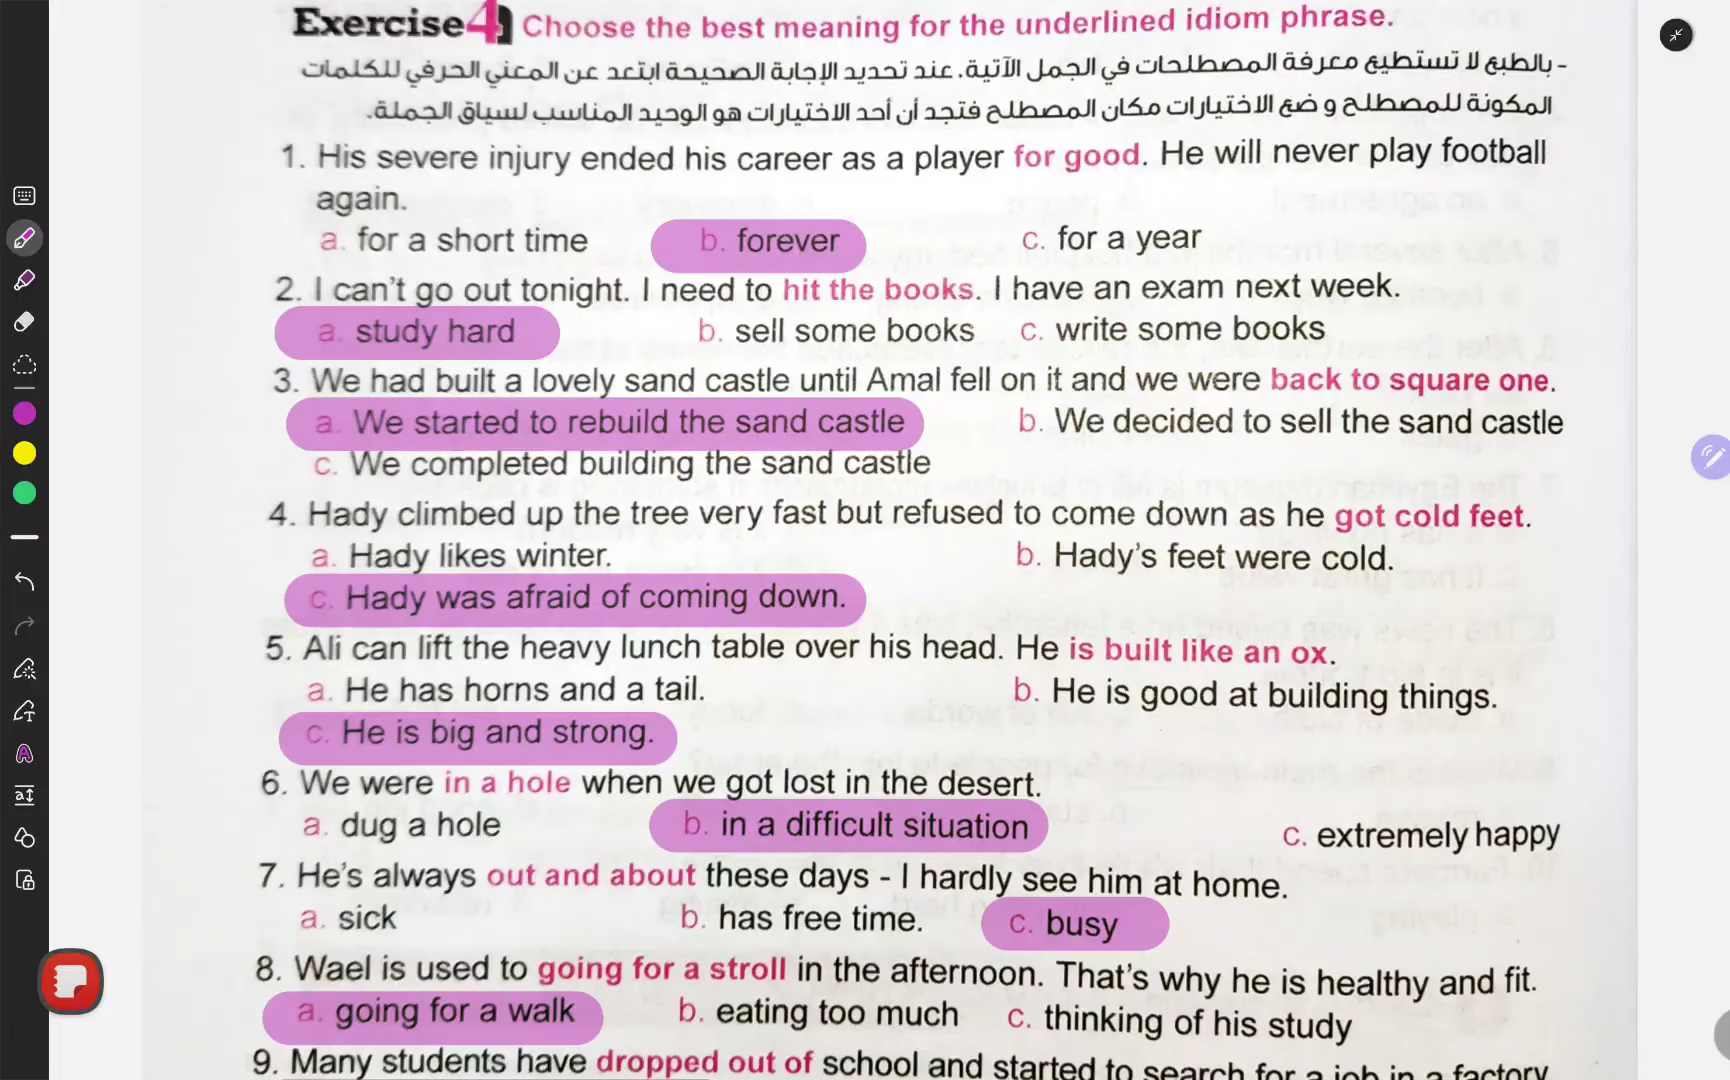 Exercise 4 Choose the best meaning for the underlined idiom phrase.
- بالطبع لا تستطيع معرفة المصطلحات في الجمل الآتية. عند تحديد الإجابة الصحيحة ابتعد عن المعني الحرفي للكلمات
المكونة للمصطلح و ضع الاختيارات مكان المصطلح فتجد أن أحد الاختيارات هو الوحيد المناسب لسياق الجملة.
1. His severe injury ended his career as a player for good. He will never play football
again.
a. for a short time b. forever c. for a year
2. I can't go out tonight. I need to hit the books. I have an exam next week.
a. study hard b. sell some books c. write some books
3. We had built a lovely sand castle until Amal fell on it and we were back to square one.
a. We started to rebuild the sand castle b. We decided to sell the sand castle
c. We completed building the sand castle
4. Hady climbed up the tree very fast but refused to come down as he got cold feet.
a. Hady likes winter. b. Hady's feet were cold.
c. Hady was afraid of coming down.
5. Ali can lift the heavy lunch table over his head. He is built like an ox.
a. He has horns and a tail. b. He is good at building things.
c. He is big and strong.
6. We were in a hole when we got lost in the desert.
a. dug a hole b. in a difficult situation c. extremely happy
7. He's always out and about these days - I hardly see him at home.
a. sick b. has free time. c. busy
8. Wael is used to going for a stroll in the afternoon. That's why he is healthy and fit.
a. going for a walk b. eating too much c. thinking of his study
9. Many students have dropped out of school and started to search for a job in a factory